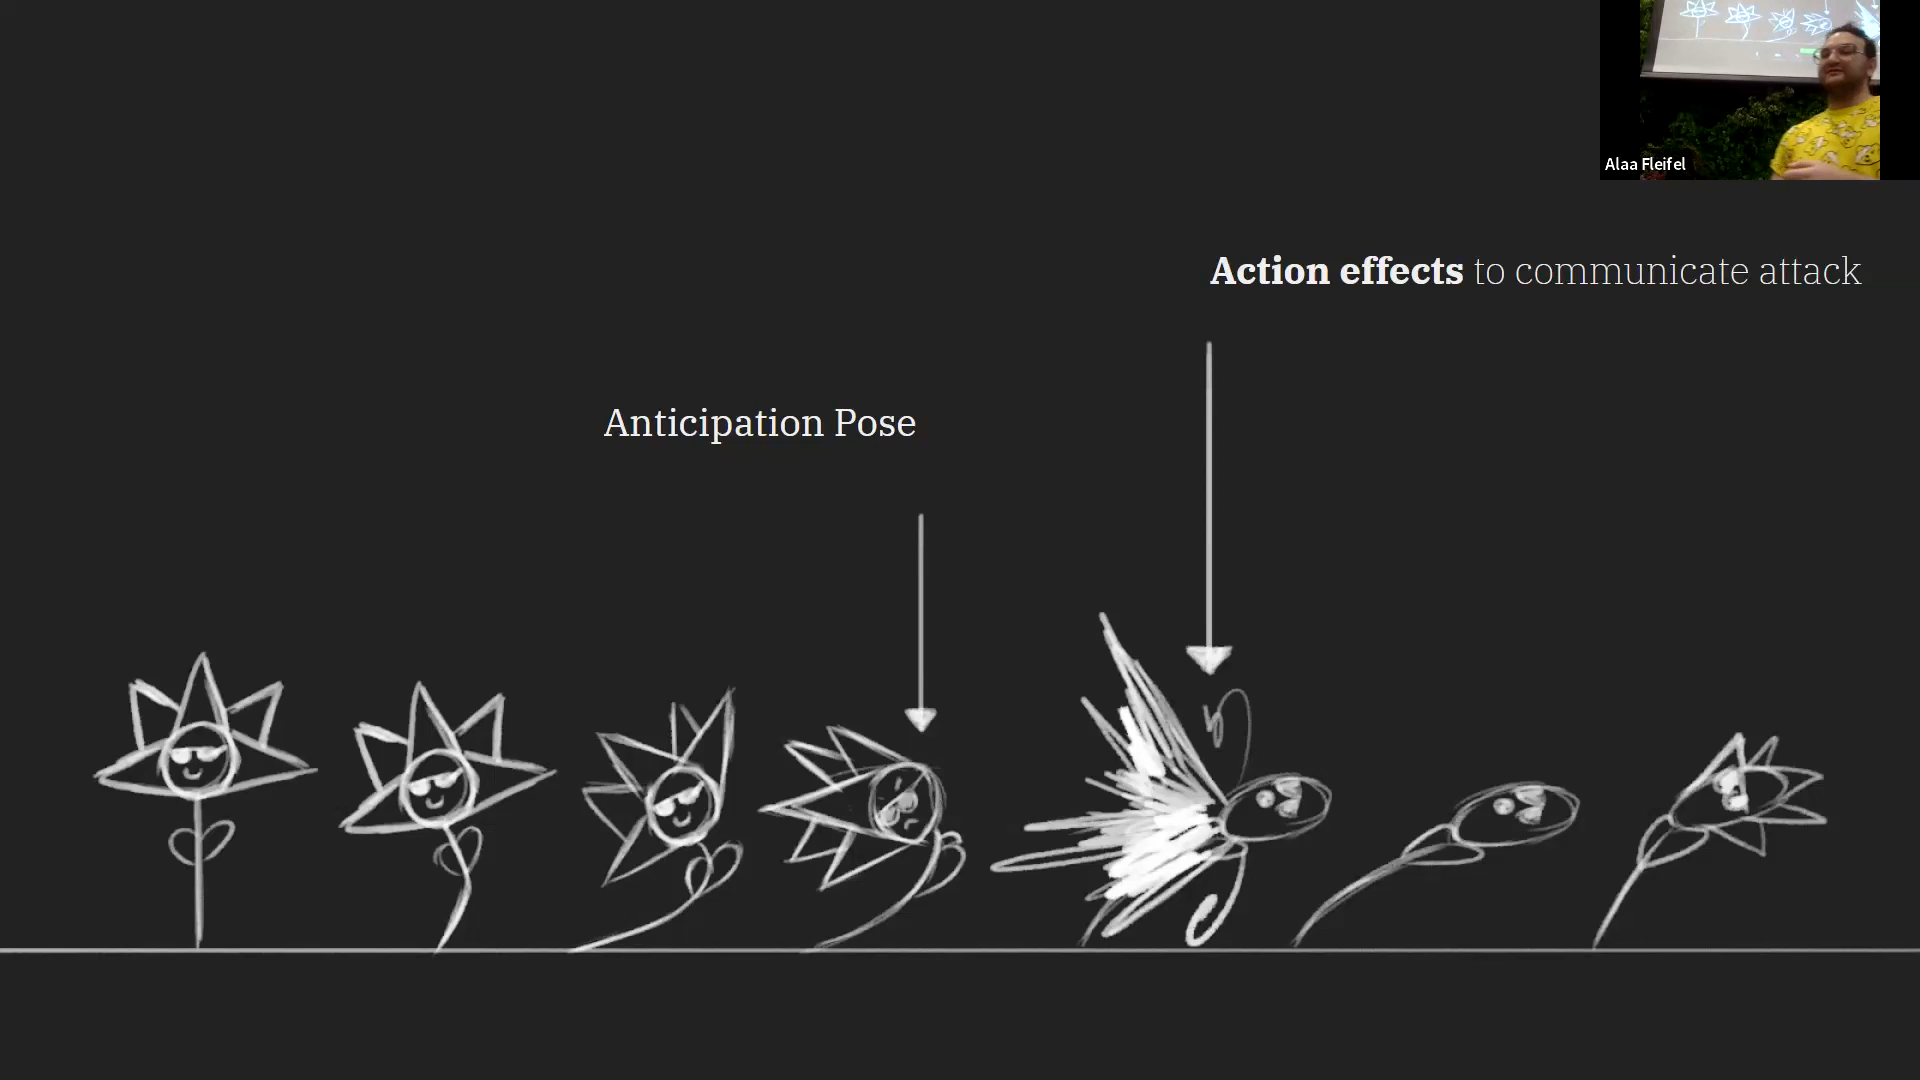 Alaa Fleifel
Action effects to communicate attack
Anticipation Pose